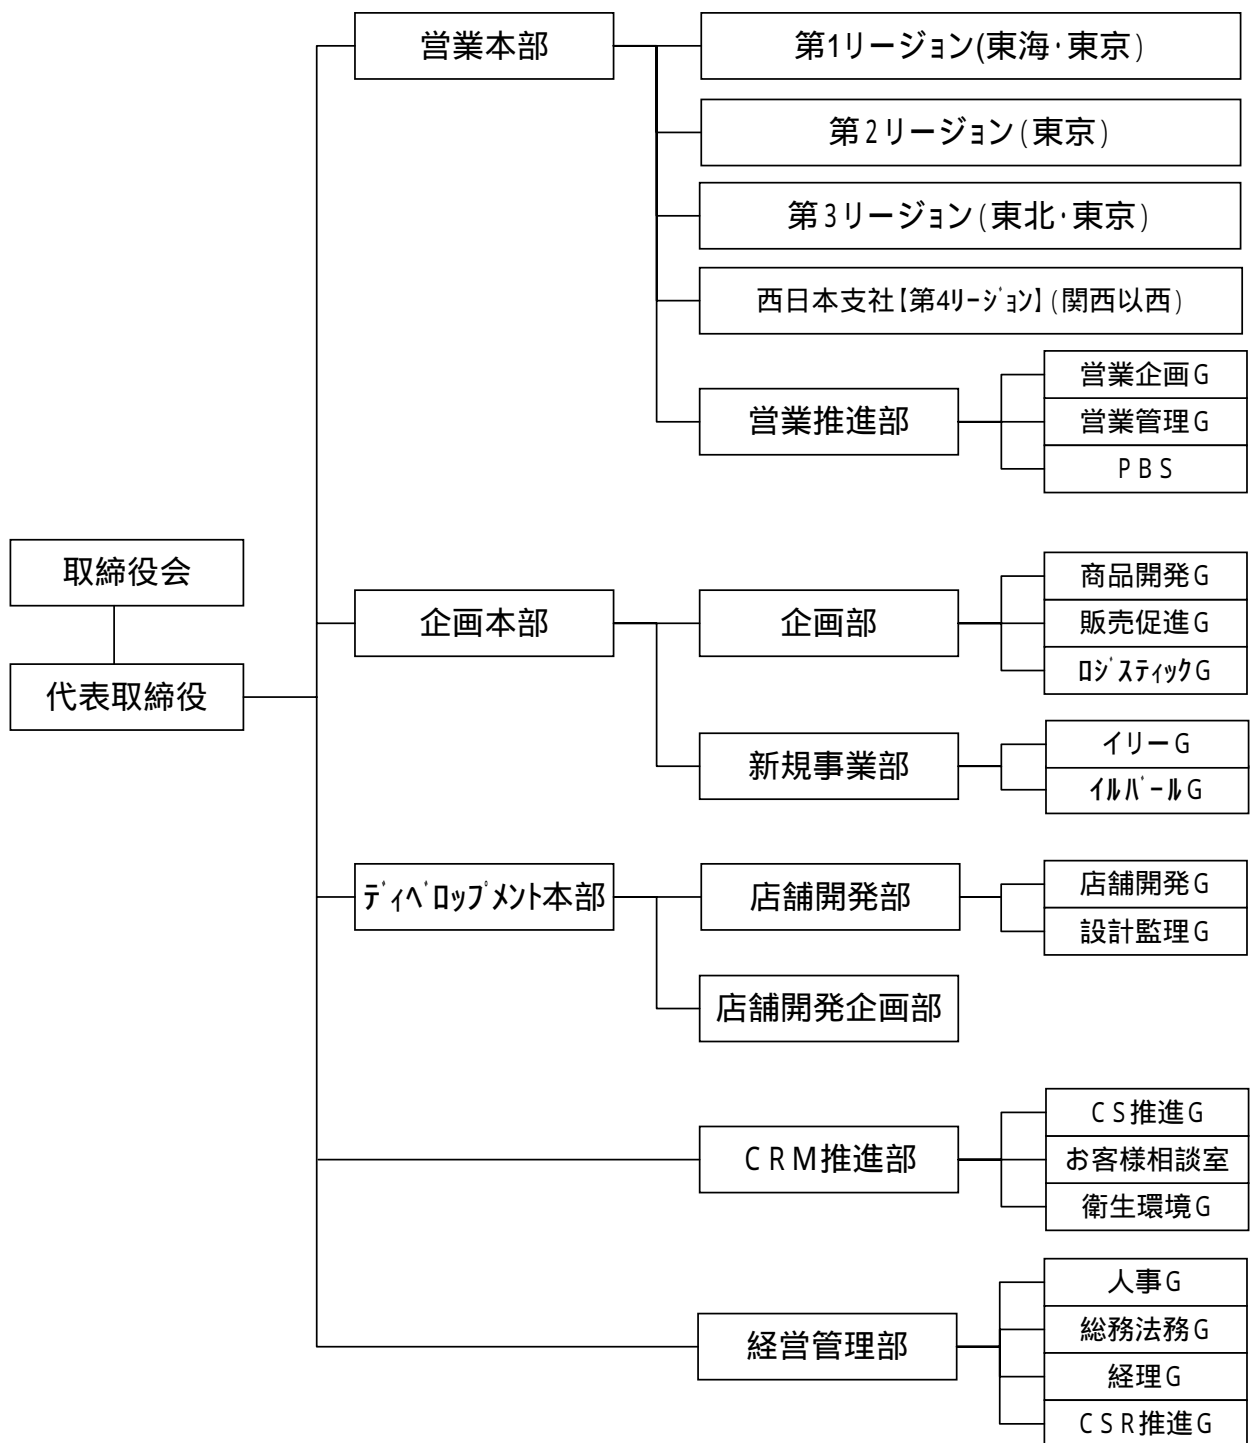 取締役会
代表取締役
営業本部
第1リージョン(東海・東京)
第2リージョン(東京)
第3リージョン(東北・東京)
西日本支社【第4ﾘｰｼﾞｮﾝ】(関西以西)
営業推進部
営業企画G
営業管理G
PBS
企画本部
企画部
商品開発G
販売促進G
ﾛｼﾞｽﾃｨｯｸG
新規事業部
イリーG
ｲﾙﾊﾞｰﾙG
ﾃﾞｨﾍﾞﾛｯﾌﾟﾒﾝﾄ本部
店舗開発部
店舗開発G
設計監理G
店舗開発企画部
CRM推進部
CS推進G
お客様相談室
衛生環境G
経営管理部
人事G
総務法務G
経理G
CSR推進G